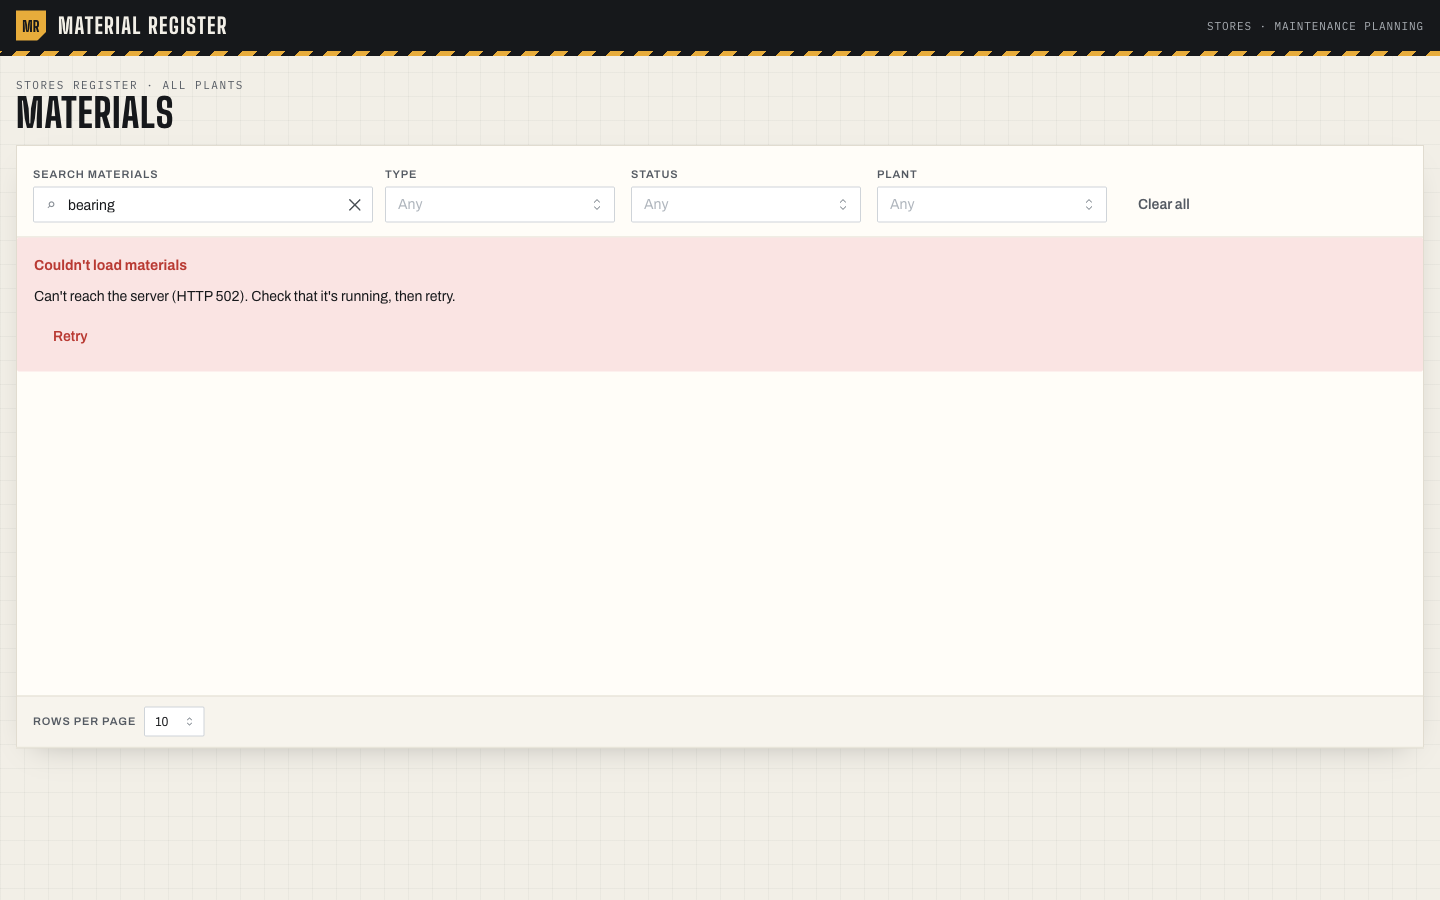 MR MATERIAL REGISTER
STORES · MAINTENANCE PLANNING
STORES REGISTER · ALL PLANTS
MATERIALS
SEARCH MATERIALS
TYPE
STATUS
PLANT
bearing
Any
Any
Any
Clear all
Couldn't load materials
Can't reach the server (HTTP 502). Check that it's running, then retry.
Retry
ROWS PER PAGE
10